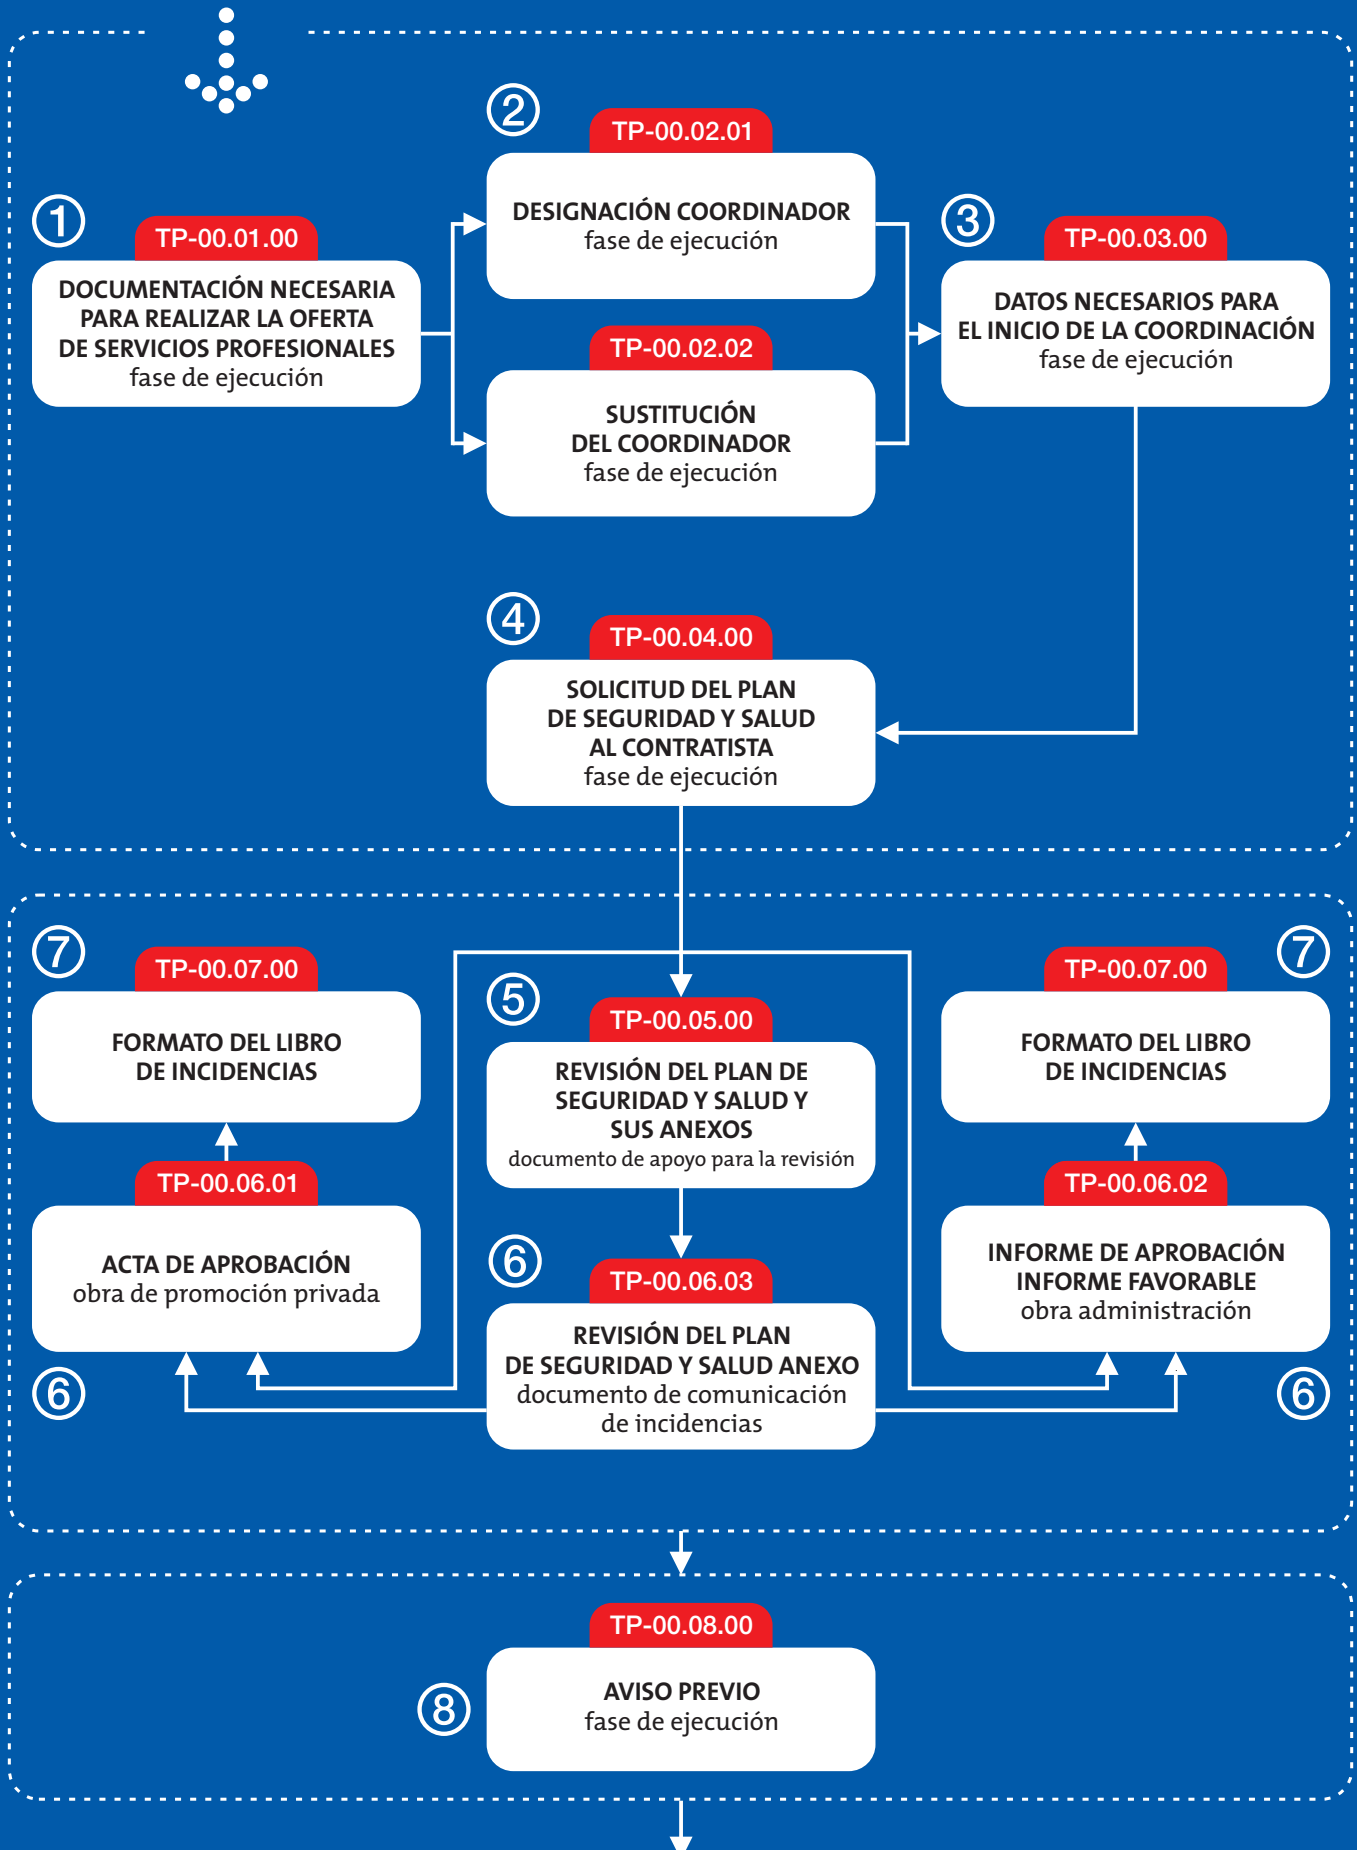 ①
TP-00.01.00
DOCUMENTACIÓN NECESARIA
PARA REALIZAR LA OFERTA
DE SERVICIOS PROFESIONALES
fase de ejecución
②
TP-00.02.01
DESIGNACIÓN COORDINADOR
fase de ejecución
TP-00.02.02
SUSTITUCIÓN
DEL COORDINADOR
fase de ejecución
③
TP-00.03.00
DATOS NECESARIOS PARA
EL INICIO DE LA COORDINACIÓN
fase de ejecución
④
TP-00.04.00
SOLICITUD DEL PLAN
DE SEGURIDAD Y SALUD
AL CONTRATISTA
fase de ejecución
⑦
TP-00.07.00
FORMATO DEL LIBRO
DE INCIDENCIAS
TP-00.06.01
ACTA DE APROBACIÓN
obra de promoción privada
⑥
⑤
TP-00.05.00
REVISIÓN DEL PLAN DE
SEGURIDAD Y SALUD Y
SUS ANEXOS
documento de apoyo para la revisión
⑥
TP-00.06.03
REVISIÓN DEL PLAN
DE SEGURIDAD Y SALUD ANEXO
documento de comunicación
de incidencias
⑦
TP-00.07.00
FORMATO DEL LIBRO
DE INCIDENCIAS
TP-00.06.02
INFORME DE APROBACIÓN
INFORME FAVORABLE
obra administración
⑥
TP-00.08.00
⑧
AVISO PREVIO
fase de ejecución